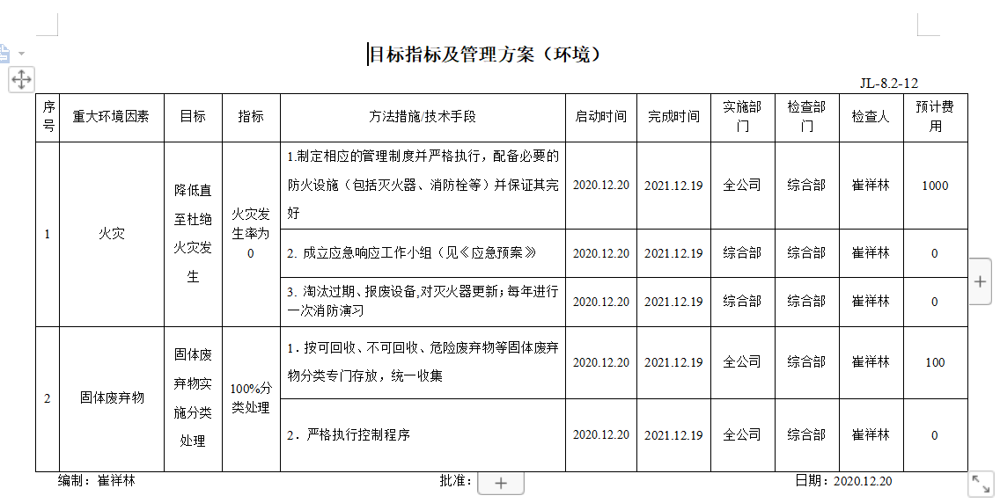 目标指标及管理方案（环境）
JL-8.2-12
序号 重大环境因素 目标 指标 方法措施/技术手段 启动时间 完成时间 实施部门 检查部门 检查人 预计费用
1 火灾 降低直至杜绝火灾发生 火灾发生率为0
1.制定相应的管理制度并严格执行，配备必要的
防火设施（包括灭火器、消防栓等）并保证其完
好
2020.12.20 2021.12.19 全公司 综合部 崔祥林 1000
2. 成立应急响应工作小组（见《应急预案》）
2020.12.20 2021.12.19 综合部 综合部 崔祥林 0
3. 淘汰过期、报废设备,对灭火器更新；每年进行
一次消防演习
2020.12.20 2021.12.19 综合部 综合部 崔祥林 0
2 固体废弃物 固体废弃物实施分类处理 100%分类处理
1．按可回收、不可回收、危险废弃物等固体废弃
物分类专门存放，统一收集
2020.12.20 2021.12.19 全公司 综合部 崔祥林 100
2．严格执行控制程序
2020.12.20 2021.12.19 全公司 综合部 崔祥林 0
编制：崔祥林 批准： 日期：2020.12.20